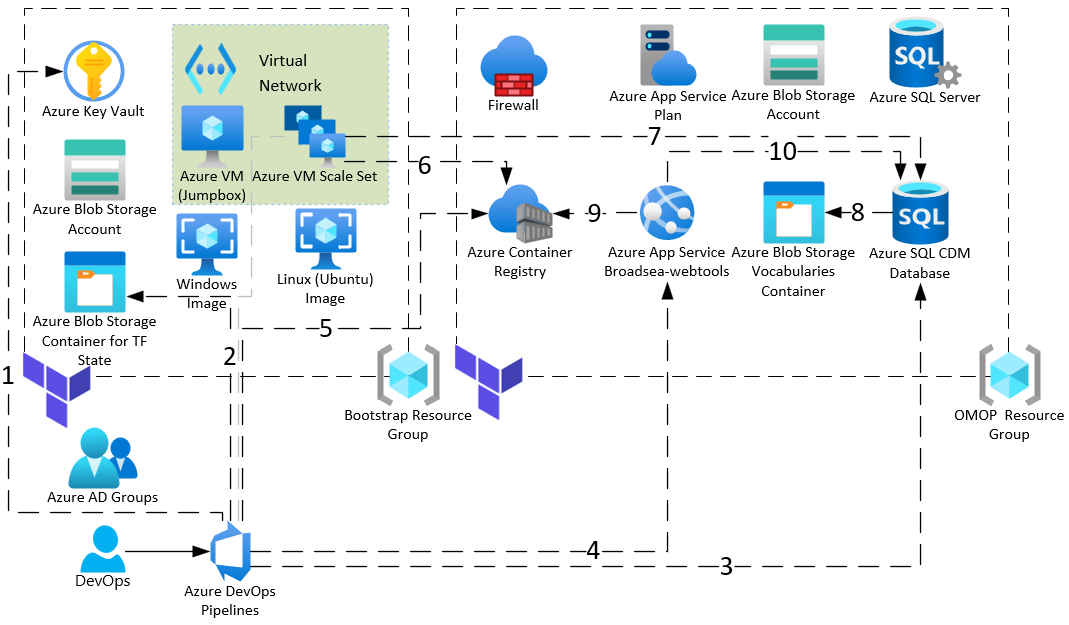 Azure Key Vault
Virtual
Network
Azure VM
(Jumpbox)
Azure VM Scale Set
Azure Blob Storage
Account
Windows
Image
Linux (Ubuntu)
Image
Azure Blob Storage
Container for TF
State
Bootstrap Resource
Group
Firewall
Azure App Service
Plan
Azure Blob Storage
Account
SQL
Azure SQL Server
7
10
6
9
8
Azure Container
Registry
Azure App Service
Broadsea-webtools
Azure Blob Storage
Vocabularies
Container
SQL
Azure SQL CDM
Database
OMOP  Resource
Group
5
2
1
Azure AD Groups
DevOps
Azure DevOps
Pipelines
4
3